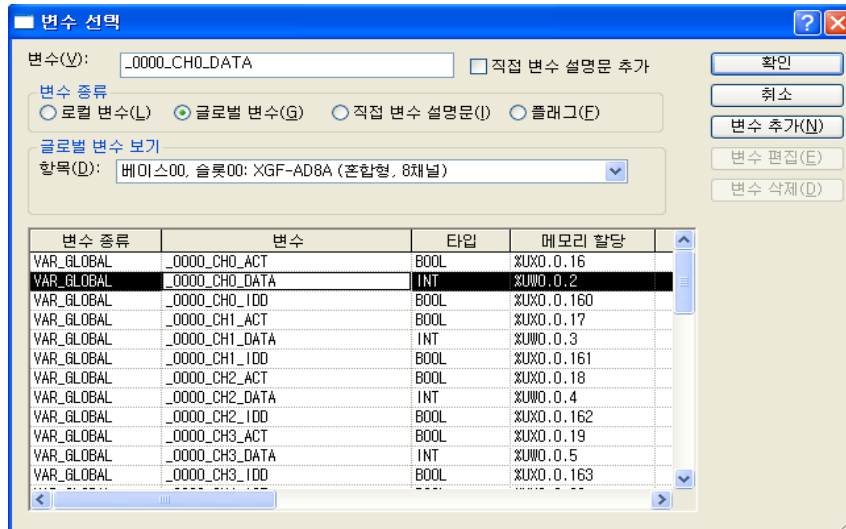 변수 선택
변수(V): _0000_CH0_DATA 직접 변수 설명문 추가
변수 종류
로컬 변수(L) 글로벌 변수(G) 직접 변수 설명문(I) 플래그(F)
글로벌 변수 보기
항목(D): 베이스00, 슬롯00: XGF-AD8A (혼합형, 8채널)
확인
취소
변수 추가(N)
변수 편집(E)
변수 삭제(D)
변수 종류 변수 타입 메모리 할당
VAR_GLOBAL _0000_CH0_ACT BOOL %UX0.0.16
VAR_GLOBAL _0000_CH0_DATA INT %UW0.0.2
VAR_GLOBAL _0000_CH0_IDD BOOL %UX0.0.160
VAR_GLOBAL _0000_CH1_ACT BOOL %UX0.0.17
VAR_GLOBAL _0000_CH1_DATA INT %UW0.0.3
VAR_GLOBAL _0000_CH1_IDD BOOL %UX0.0.161
VAR_GLOBAL _0000_CH2_ACT BOOL %UX0.0.18
VAR_GLOBAL _0000_CH2_DATA INT %UW0.0.4
VAR_GLOBAL _0000_CH2_IDD BOOL %UX0.0.162
VAR_GLOBAL _0000_CH3_ACT BOOL %UX0.0.19
VAR_GLOBAL _0000_CH3_DATA INT %UW0.0.5
VAR_GLOBAL _0000_CH3_IDD BOOL %UX0.0.163